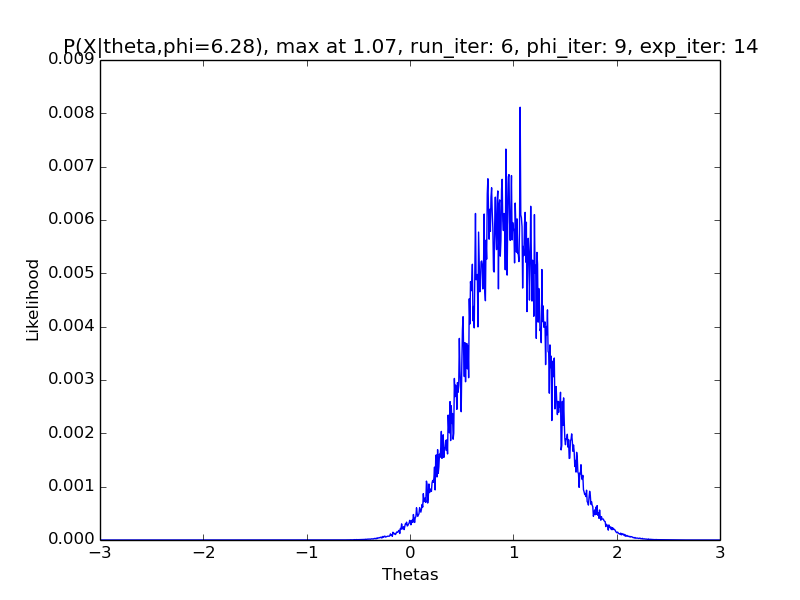 P(X|theta,phi=6.28), max at 1.07, run_iter: 6, phi_iter: 9, exp_iter: 14
0.009
0.008
0.007
0.006
0.005
0.004
0.003
0.002
0.001
0.000
Likelihood
−3 −2 −1 0 1 2 3
Thetas